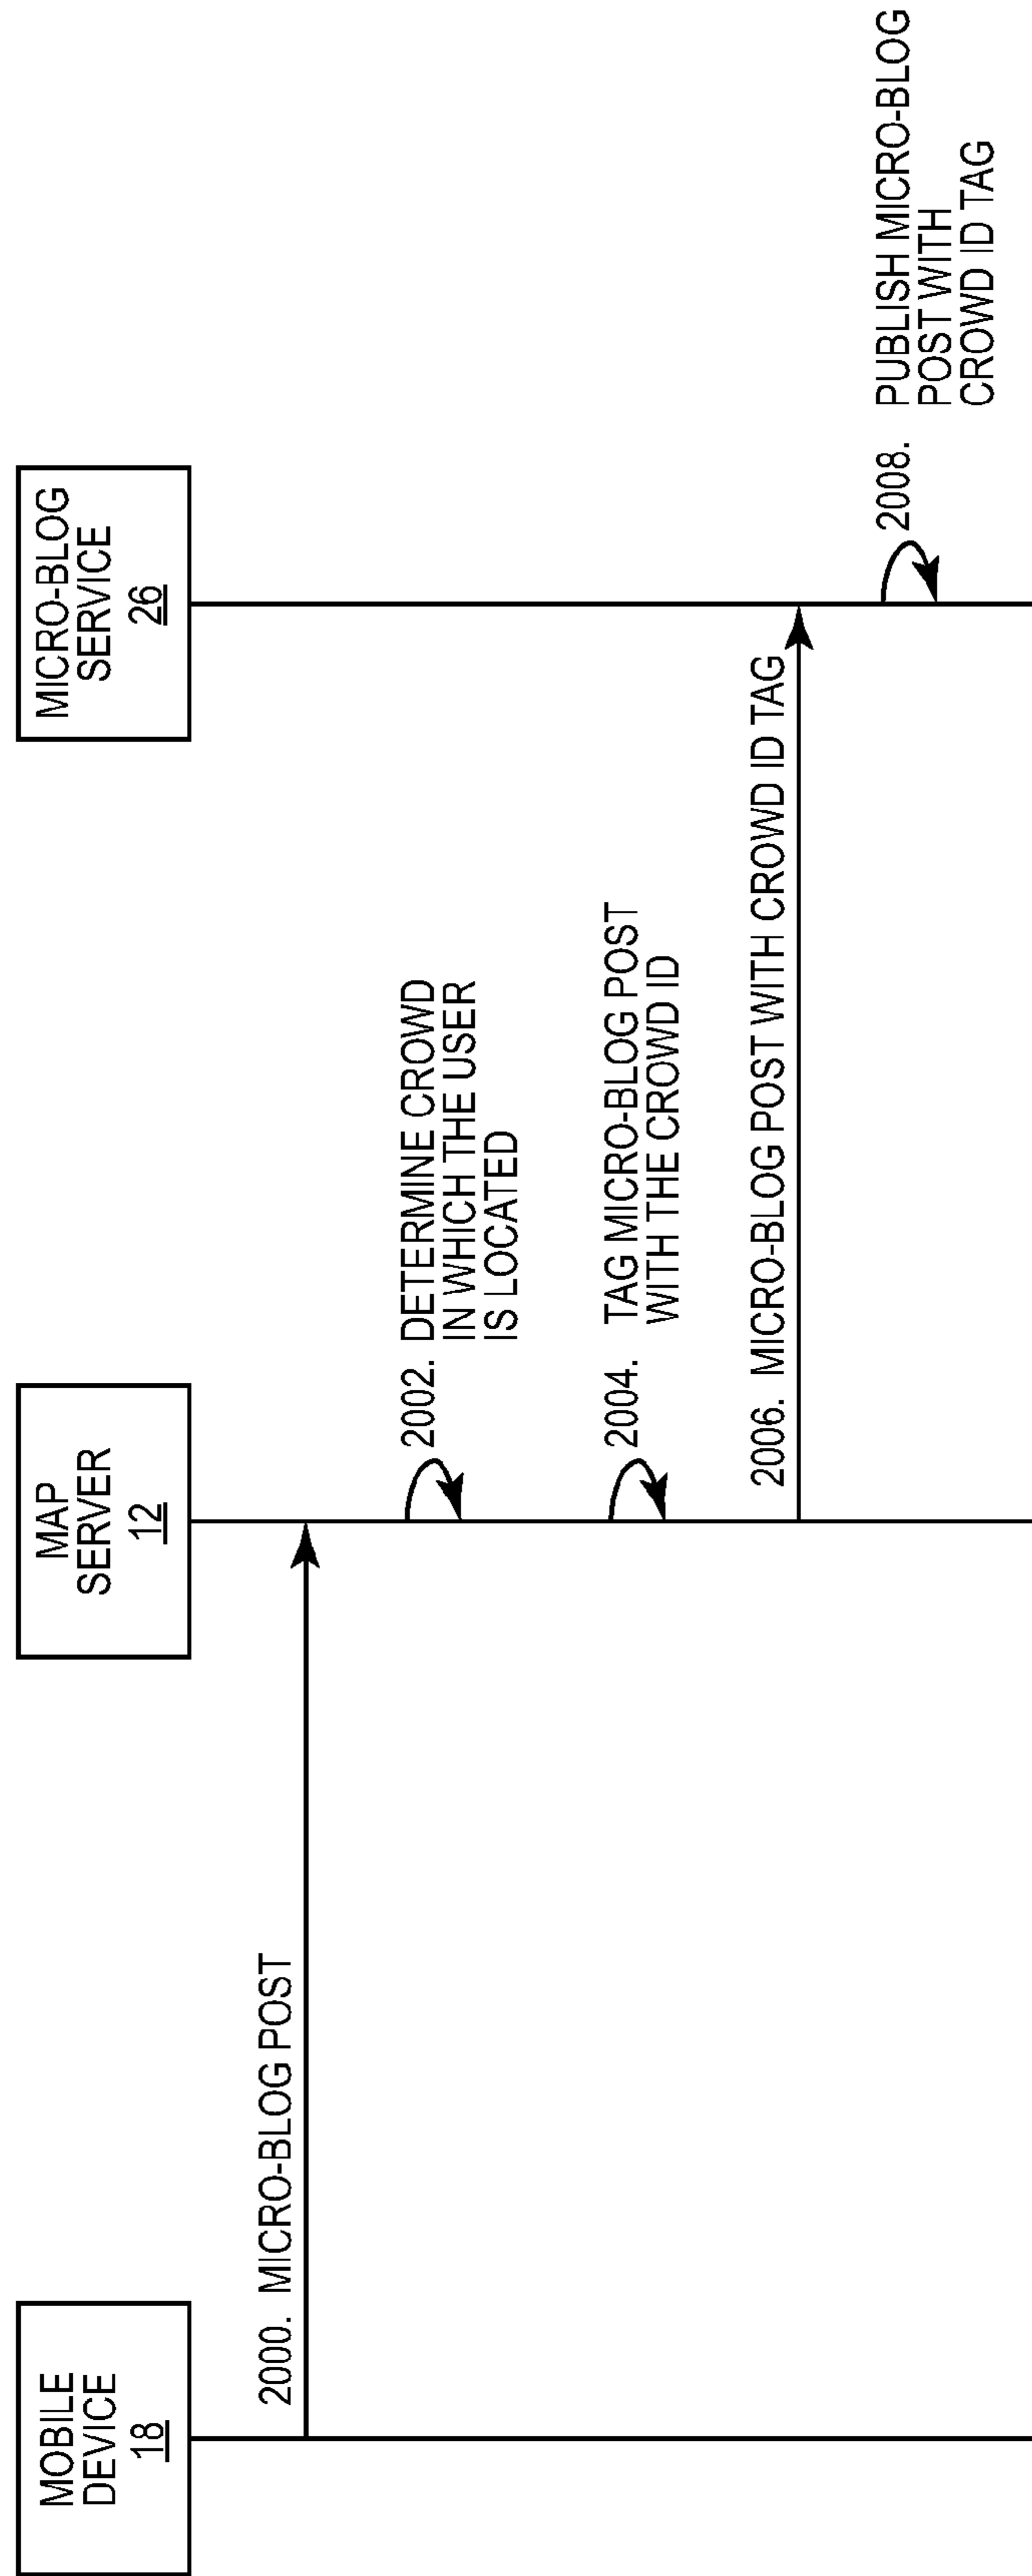 MOBILE
DEVICE
18
MAP
SERVER
12
MICRO-BLOG
SERVICE
26
2000. MICRO-BLOG POST
2002. DETERMINE CROWD
IN WHICH THE USER
IS LOCATED
2004. TAG MICRO-BLOG POST
WITH THE CROWD ID
2006. MICRO-BLOG POST WITH CROWD ID TAG
2008. PUBLISH MICRO-BLOG
POST WITH
CROWD ID TAG